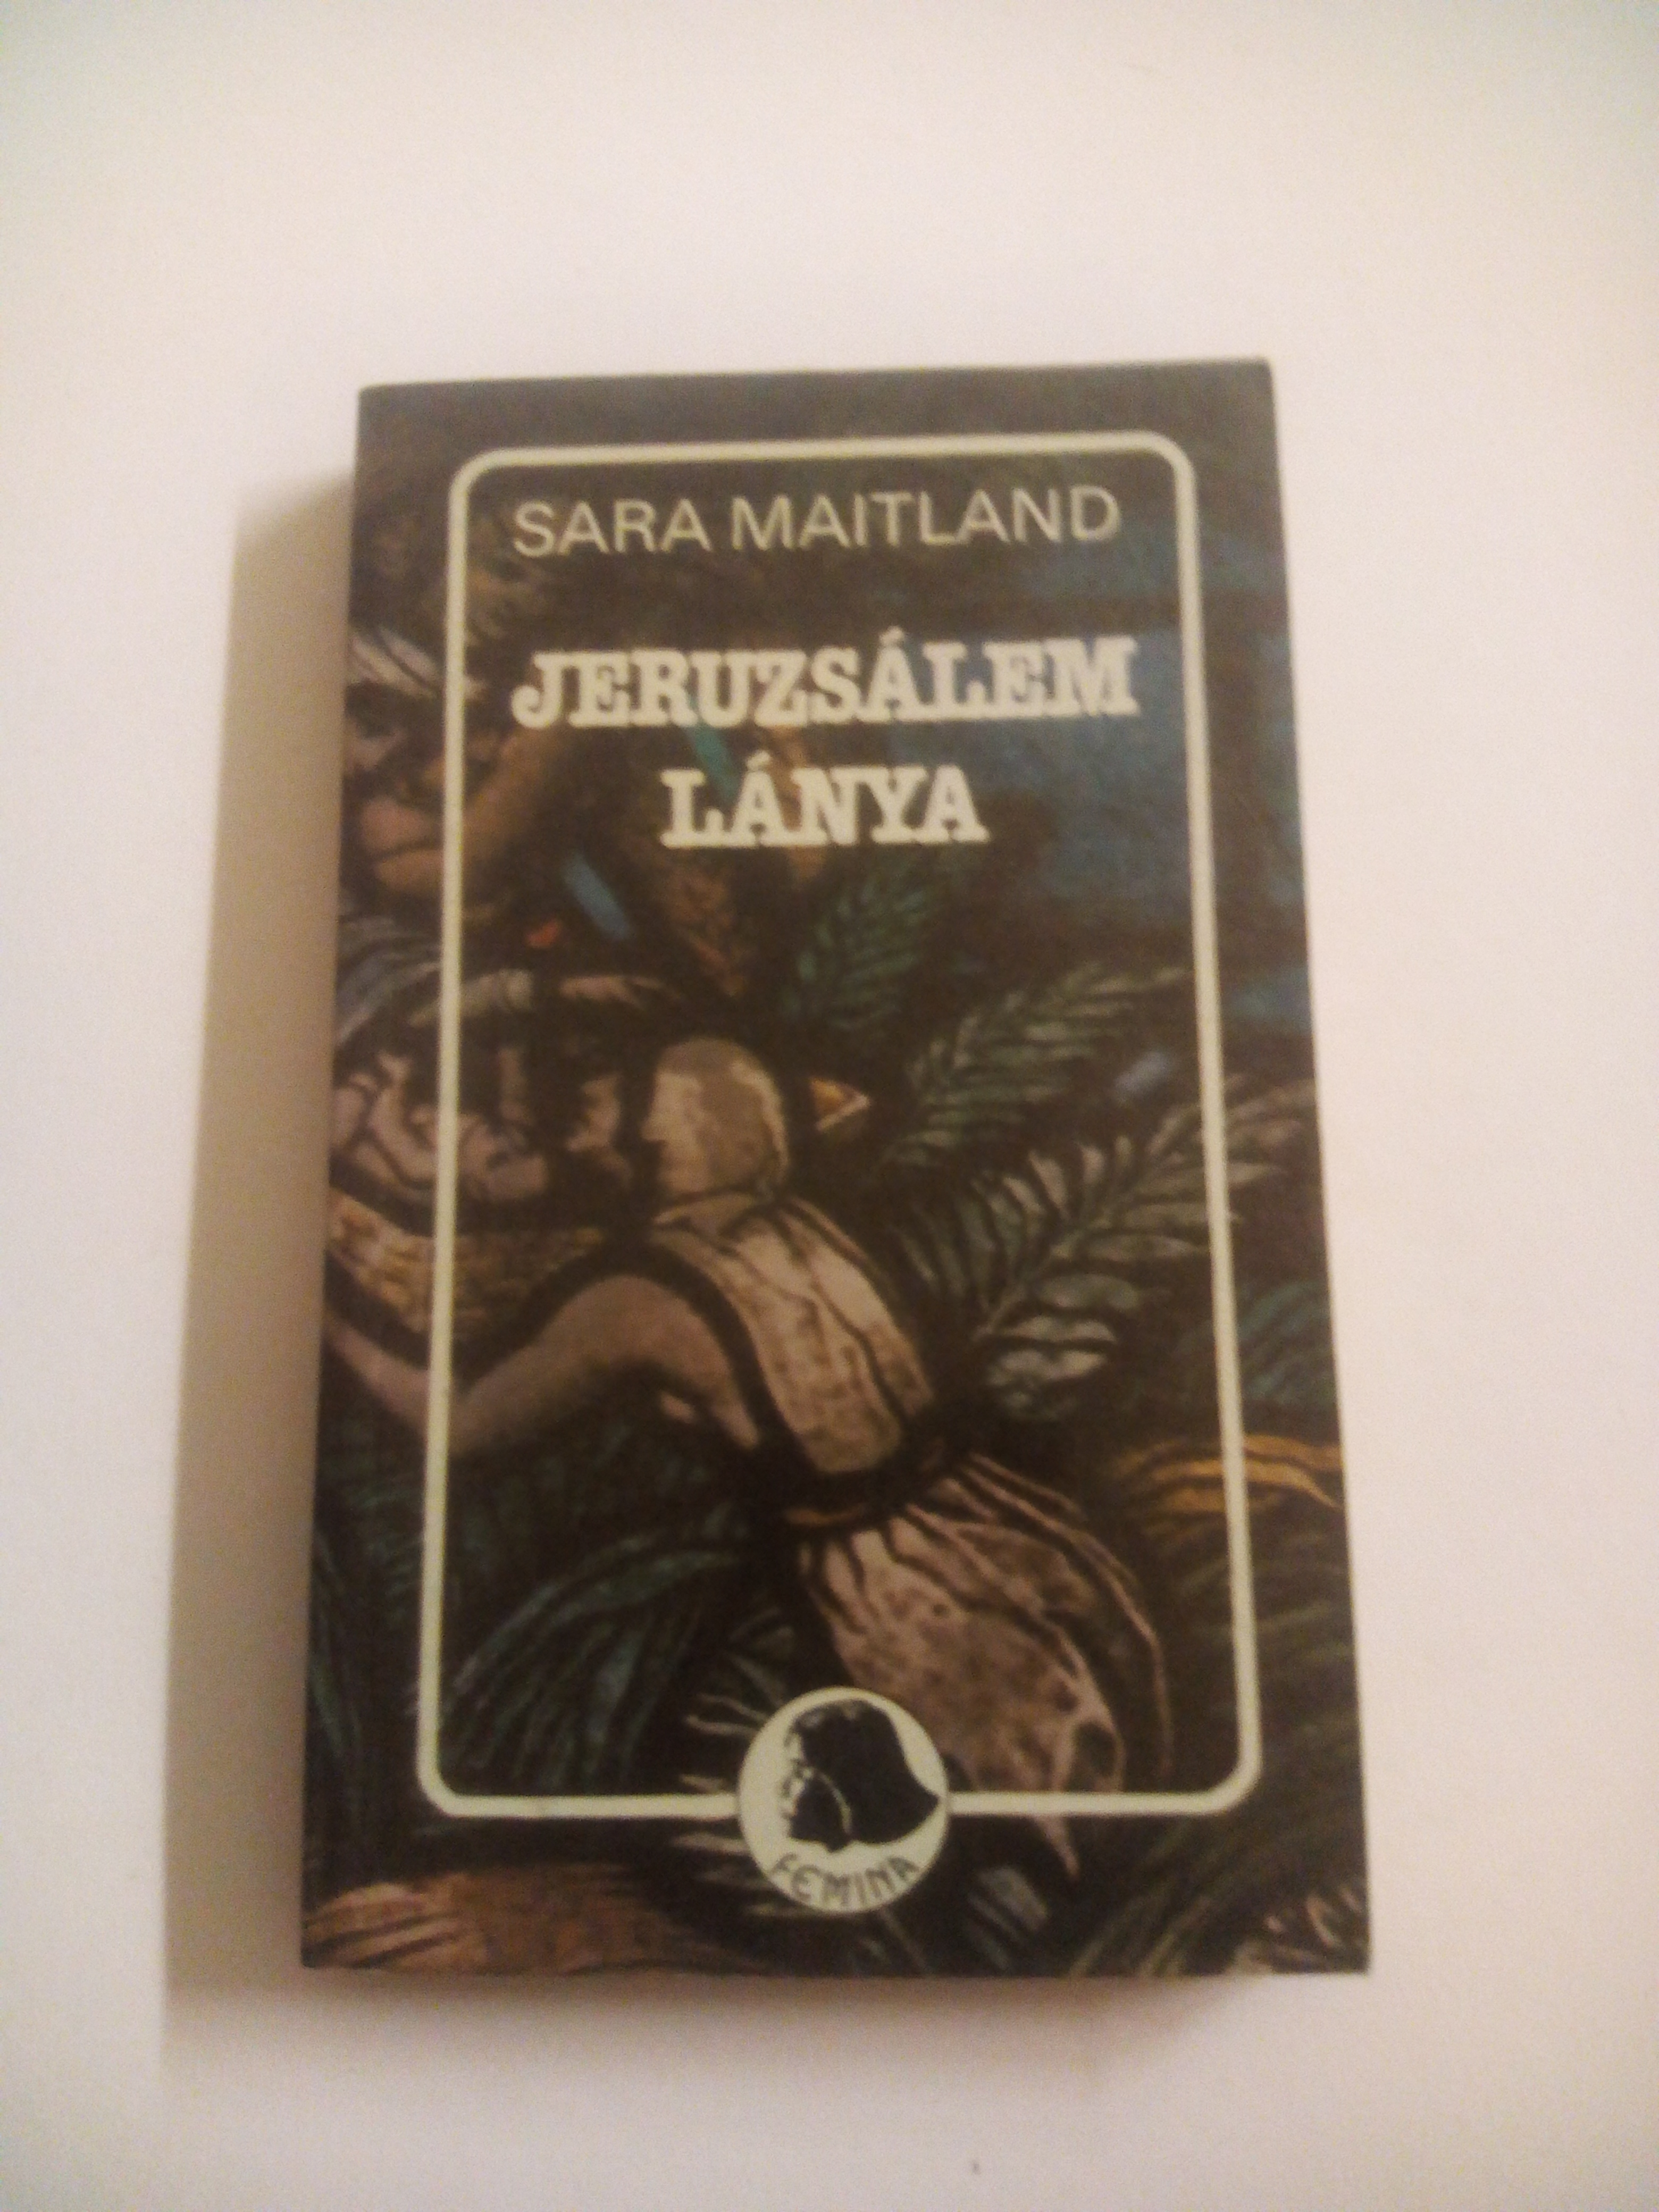 SARA MAITLAND
JERUZSÁLEM
LÁNYA
FEMINA